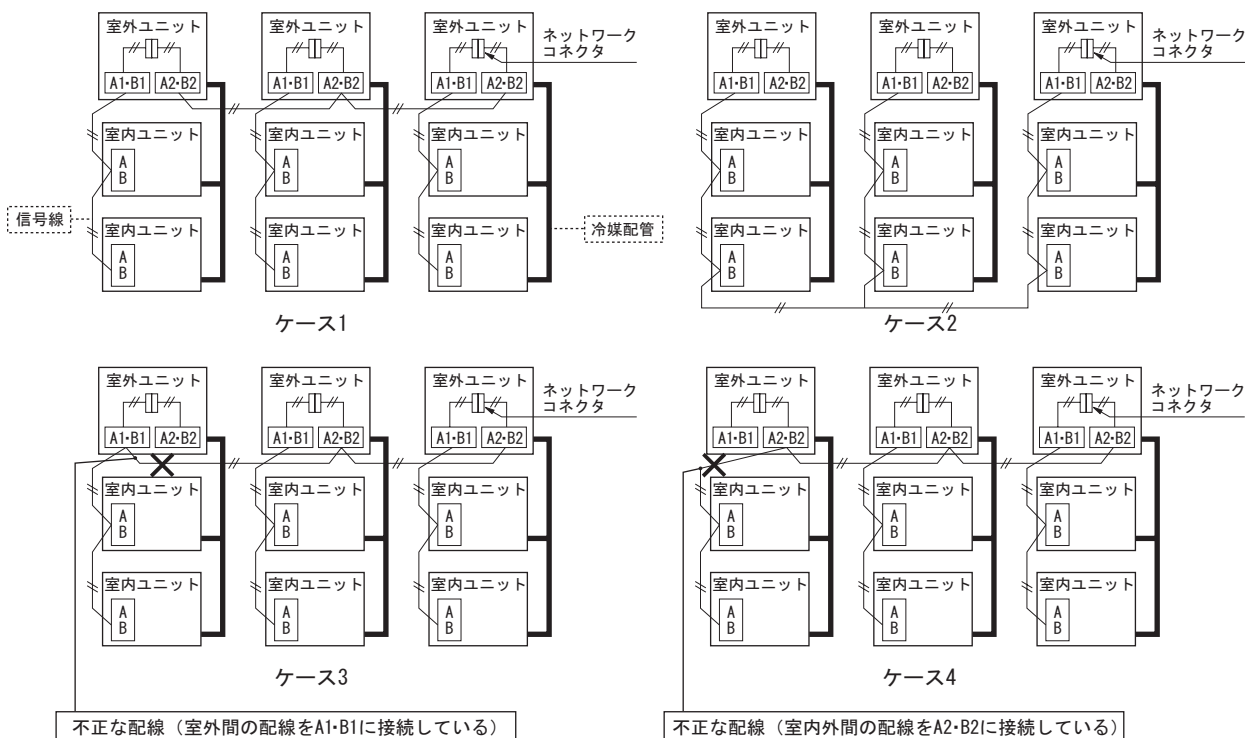 室外ユニット
A1•B1 A2•B2
室外ユニット
A1•B1 A2•B2
室外ユニット
A1•B1 A2•B2
ネットワーク
コネクタ
室内ユニット
A
B
室内ユニット
A
B
室内ユニット
A
B
信号線
室内ユニット
A
B
室内ユニット
A
B
室内ユニット
A
B
冷媒配管
ケース1
室外ユニット
A1•B1 A2•B2
室外ユニット
A1•B1 A2•B2
室外ユニット
A1•B1 A2•B2
ネットワーク
コネクタ
室内ユニット
A
B
室内ユニット
A
B
室内ユニット
A
B
室内ユニット
A
B
室内ユニット
A
B
室内ユニット
A
B
ケース2
室外ユニット
A1•B1 A2•B2
室外ユニット
A1•B1 A2•B2
室外ユニット
A1•B1 A2•B2
ネットワーク
コネクタ
室内ユニット
A
B
室内ユニット
A
B
室内ユニット
A
B
室内ユニット
A
B
室内ユニット
A
B
室内ユニット
A
B
ケース3
不正な配線（室外間の配線をA1•B1に接続している）
室外ユニット
A1•B1 A2•B2
室外ユニット
A1•B1 A2•B2
室外ユニット
A1•B1 A2•B2
ネットワーク
コネクタ
室内ユニット
A
B
室内ユニット
A
B
室内ユニット
A
B
室内ユニット
A
B
室内ユニット
A
B
室内ユニット
A
B
ケース4
不正な配線（室内外間の配線をA2•B2に接続している）